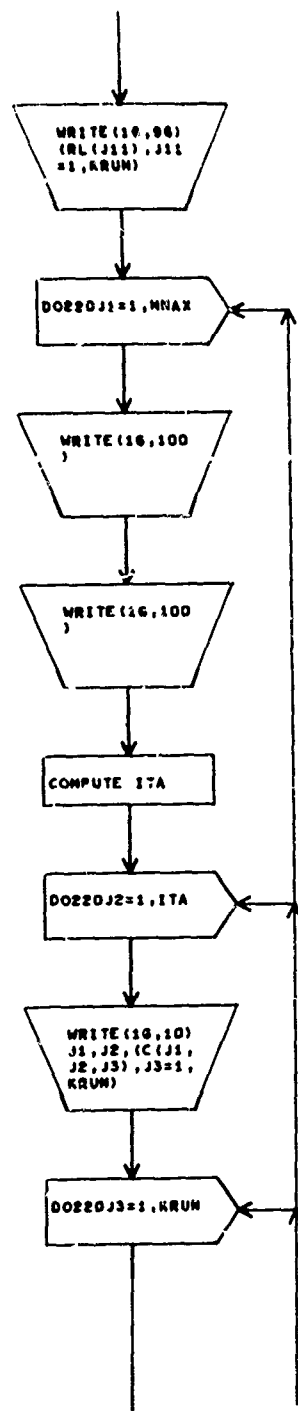 WRITE(16,96)
(RL(J11),J11
=1,KRUN)
DO220J1=1,MNAX
WRITE(16,100
)
WRITE(16,100
)
COMPUTE ITA
DO220J2=1,ITA
WRITE(16,10)
J1,J2,(C(J1,
J2,J3),J3=1,
KRUN)
DO220J3=1,KRUN